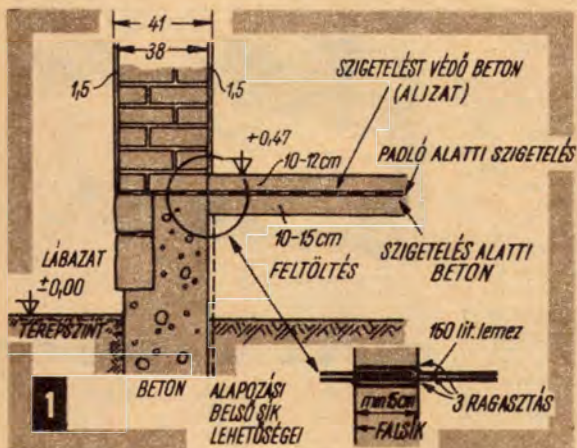 41
38
1,5
1,5
SZIGETELÉST VÉDŐ BETON
(ALJZAT)
+0,47
10-12cm
PADLÓ ALATTI SZIGETELÉS
10-15cm
SZIGETELÉS ALATTI
BETON
LÁBAZAT
±0,00
FELTÖLTÉS
TEREPSZINT
150 lit. lemez
3 RAGASZTÁS
min 15cm
FALSÍK
1
BETON
ALAPOZÁSI
BELSŐ SÍK
LEHETŐSÉGEI